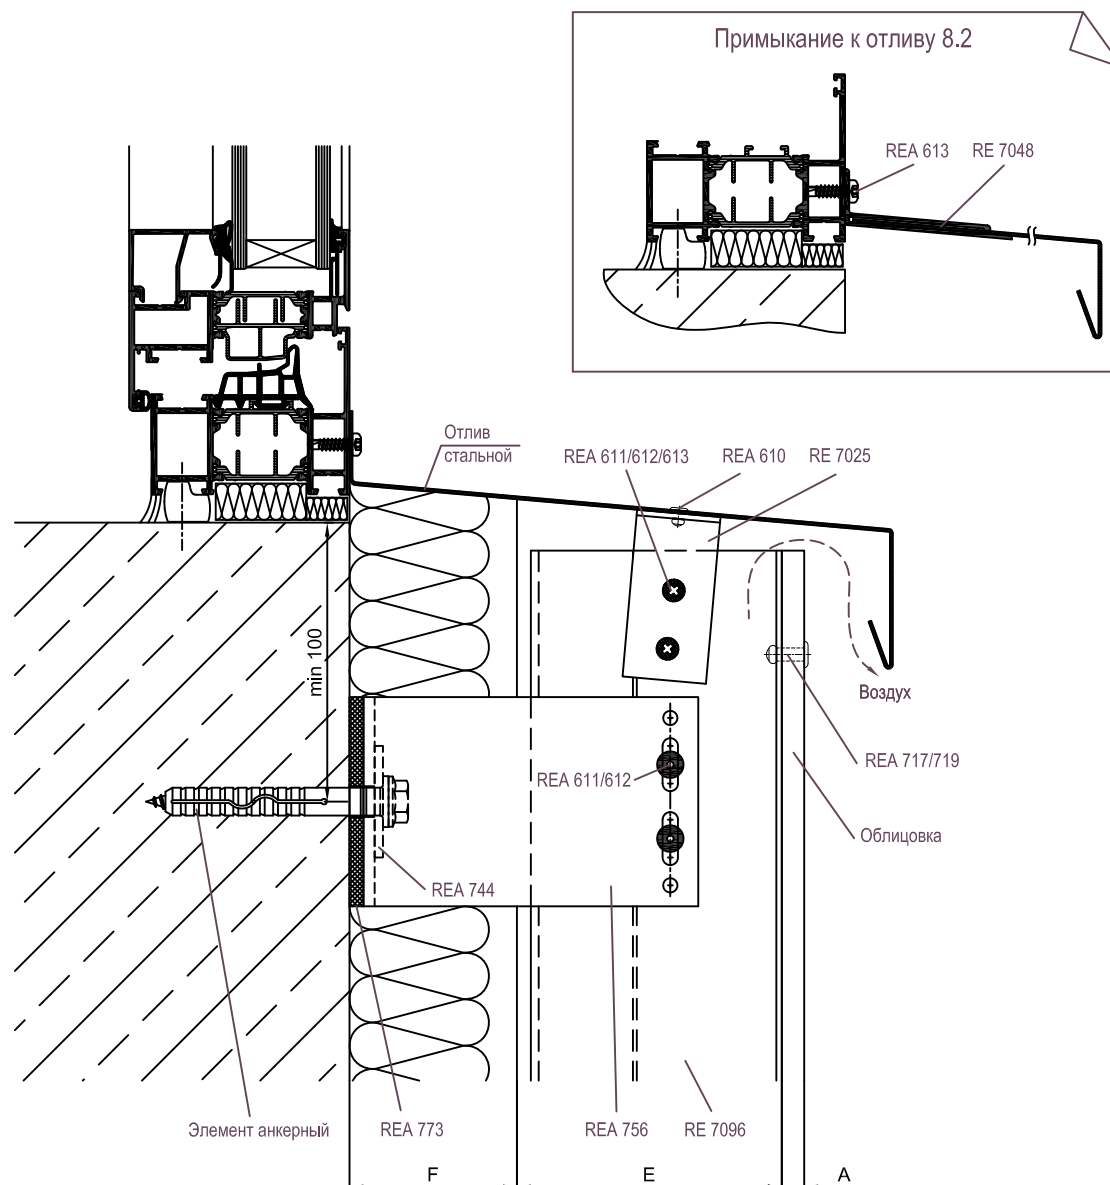 Примыкание к отливу 8.2
REA 613
RE 7048
Отлив
стальной
REA 611/612/613
REA 610
RE 7025
min 100
Воздух
REA 717/719
REA 611/612
Облицовка
REA 744
Элемент анкерный
REA 773
REA 756
RE 7096
F
E
A